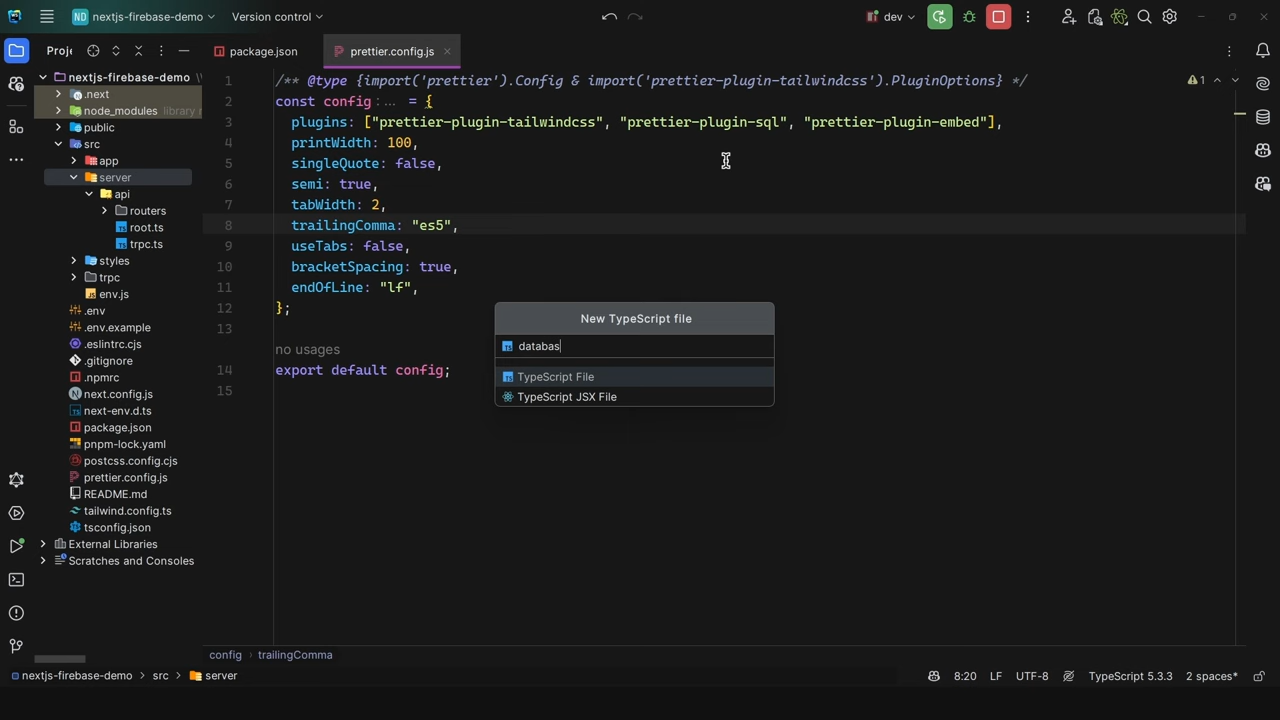 ND nextjs-firebase-demo Version control dev
Proje package.json prettier.config.js
nextjs-firebase-demo
.next
node_modules library r
public
src
app
server
api
routers
root.ts
trpc.ts
styles
trpc
env.js
.env
.env.example
.eslintrc.cjs
.gitignore
.npmrc
next.config.js
next-env.d.ts
package.json
pnpm-lock.yaml
postcss.config.cjs
prettier.config.js
README.md
tailwind.config.ts
tsconfig.json
External Libraries
Scratches and Consoles
1 /** @type {import('prettier').Config & import('prettier-plugin-tailwindcss').PluginOptions} */ 1
2 const config : ... = {
3 plugins: ["prettier-plugin-tailwindcss", "prettier-plugin-sql", "prettier-plugin-embed"],
4 printWidth: 100,
5 singleQuote: false,
6 semi: true,
7 tabWidth: 2,
8 trailingComma: "es5",
9 useTabs: false,
10 bracketSpacing: true,
11 endOfLine: "lf",
12 };
13
no usages
14 export default config;
15
New TypeScript file
databas
TypeScript File
TypeScript JSX File
config › trailingComma
nextjs-firebase-demo › src › server 8:20 LF UTF-8 TypeScript 5.3.3 2 spaces*